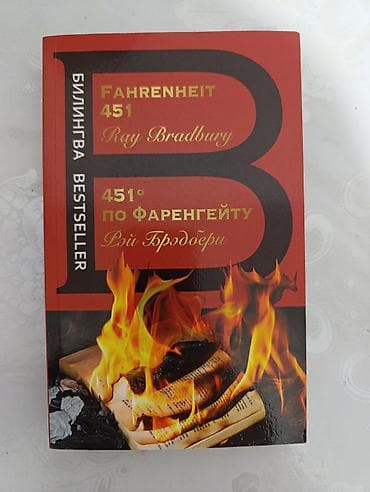 БИЛИНГВА BESTSELLER
FAHRENHEIT
451
Ray Bradbury
451°
ПО ФАРЕНГЕЙТУ
Рэй Брэдбери
B